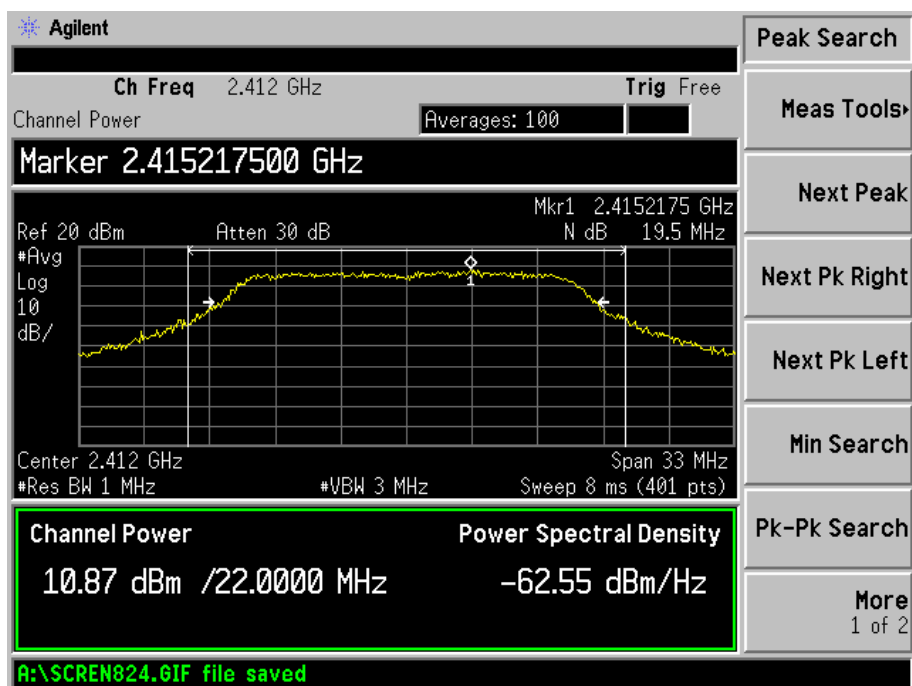 Agilent
Peak Search
Ch Freq 2.412 GHz Trig Free
Channel Power Averages: 100
Meas Tools
Marker 2.415217500 GHz
Next Peak
Mkr1 2.4152175 GHz
Ref 20 dBm Atten 30 dB N dB 19.5 MHz
#Avg
Log
10
dB/
1
Next Pk Right
Next Pk Left
Min Search
Center 2.412 GHz Span 33 MHz
#Res BW 1 MHz #VBW 3 MHz Sweep 8 ms (401 pts)
Channel Power Power Spectral Density
Pk-Pk Search
10.87 dBm /22.0000 MHz -62.55 dBm/Hz
More
1 of 2
A:\SCREN824.GIF file saved